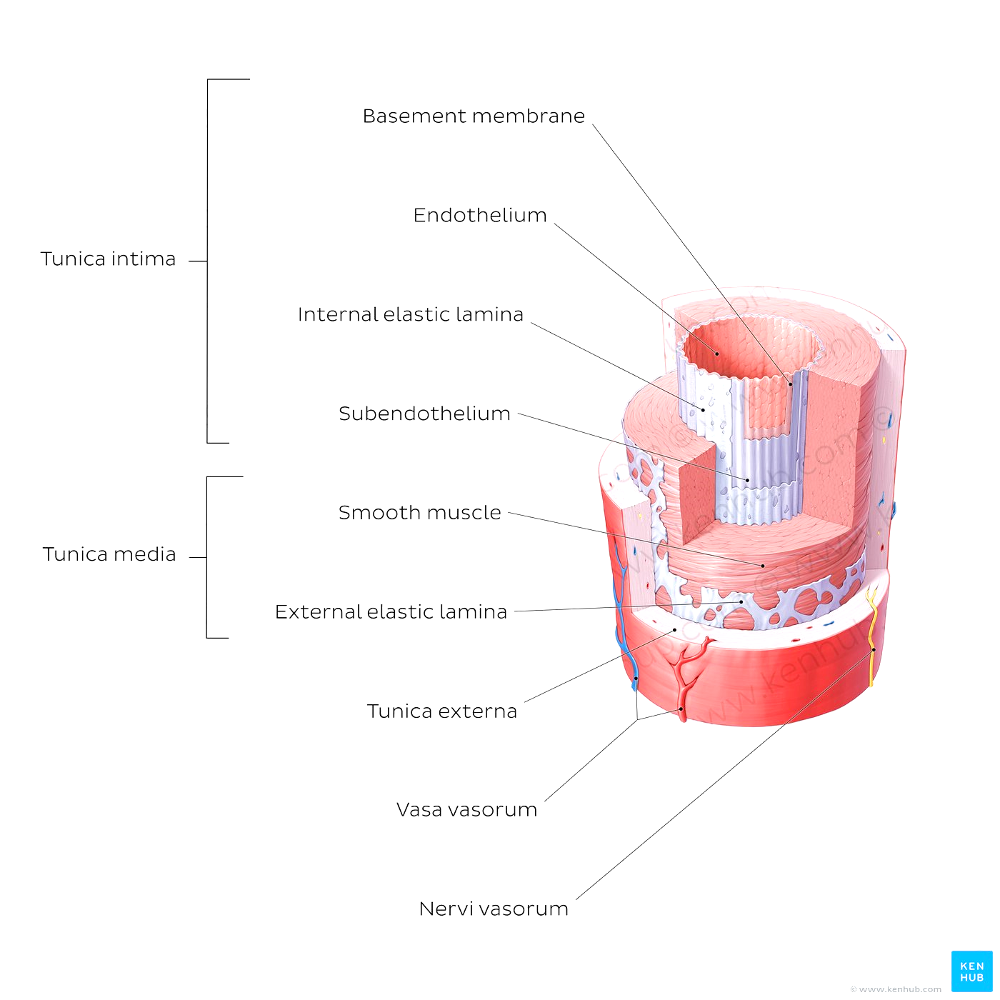 Basement membrane
Endothelium
Tunica intima
Internal elastic lamina
Subendothelium
Smooth muscle
Tunica media
External elastic lamina
Tunica externa
Vasa vasorum
Nervi vasorum
KEN
HUB
© www.kenhub.com